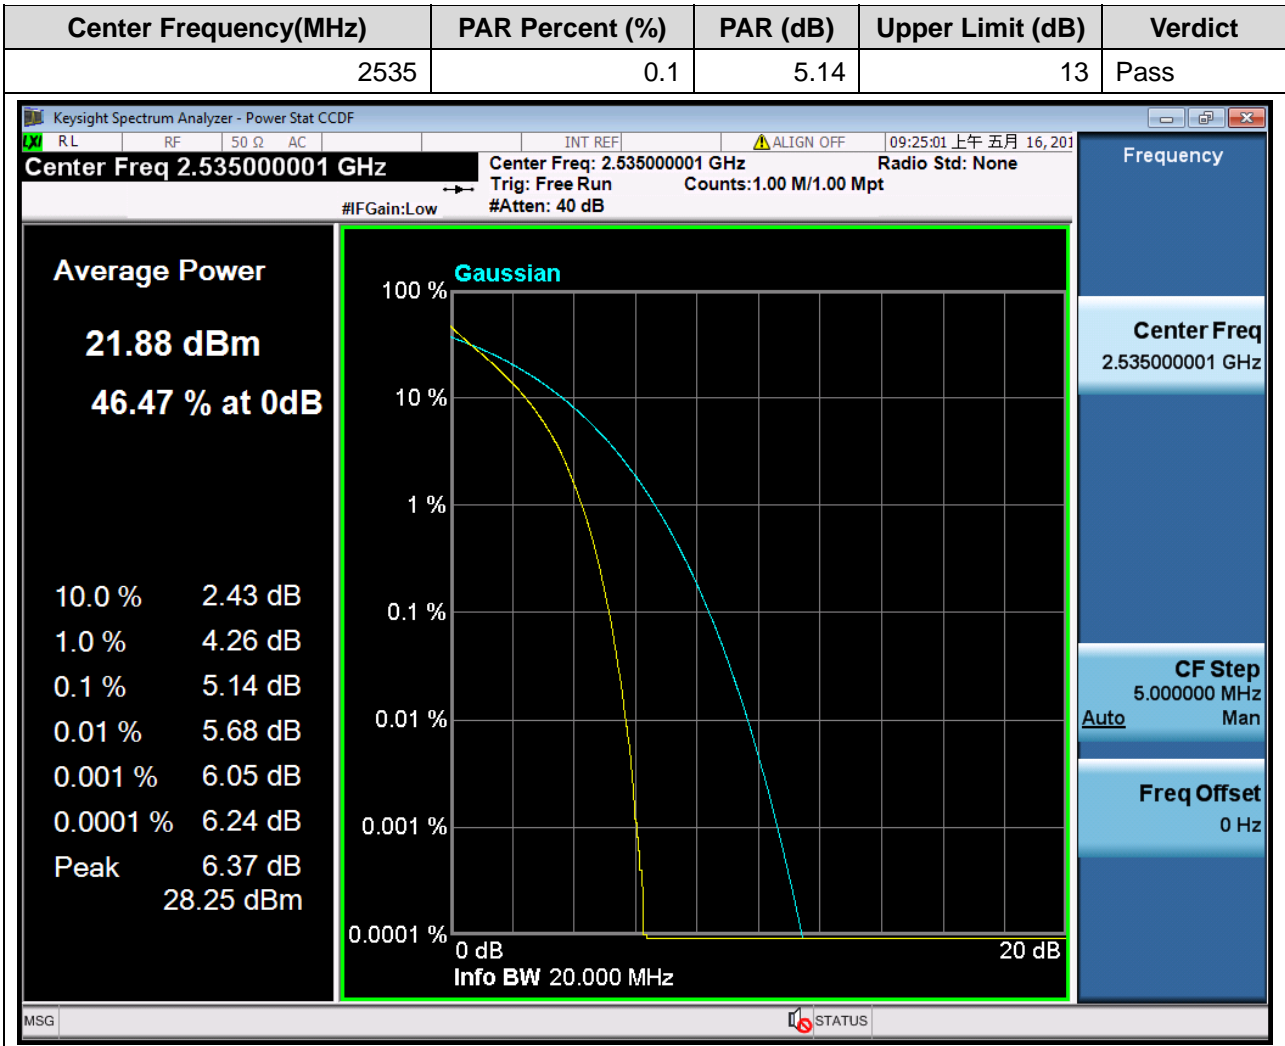 Center Frequency(MHz) PAR Percent (%) PAR (dB) Upper Limit (dB) Verdict
2535 0.1 5.14 13 Pass
Keysight Spectrum Analyzer - Power Stat CCDF
LXI RL RF 50 Ω AC INT REF ALIGN OFF 09:25:01 上午 五月 16, 201
Center Freq 2.535000001 GHz
#IFGain:Low
Center Freq: 2.535000001 GHz Radio Std: None
Trig: Free Run Counts:1.00 M/1.00 Mpt
#Atten: 40 dB
Average Power
21.88 dBm
46.47 % at 0dB
10.0 % 2.43 dB
1.0 % 4.26 dB
0.1 % 5.14 dB
0.01 % 5.68 dB
0.001 % 6.05 dB
0.0001 % 6.24 dB
Peak 6.37 dB
28.25 dBm
Gaussian
100 %
10 %
1 %
0.1 %
0.01 %
0.001 %
0.0001 %
0 dB 20 dB
Info BW 20.000 MHz
Frequency
Center Freq
2.535000001 GHz
CF Step
5.000000 MHz
Auto Man
Freq Offset
0 Hz
MSG STATUS